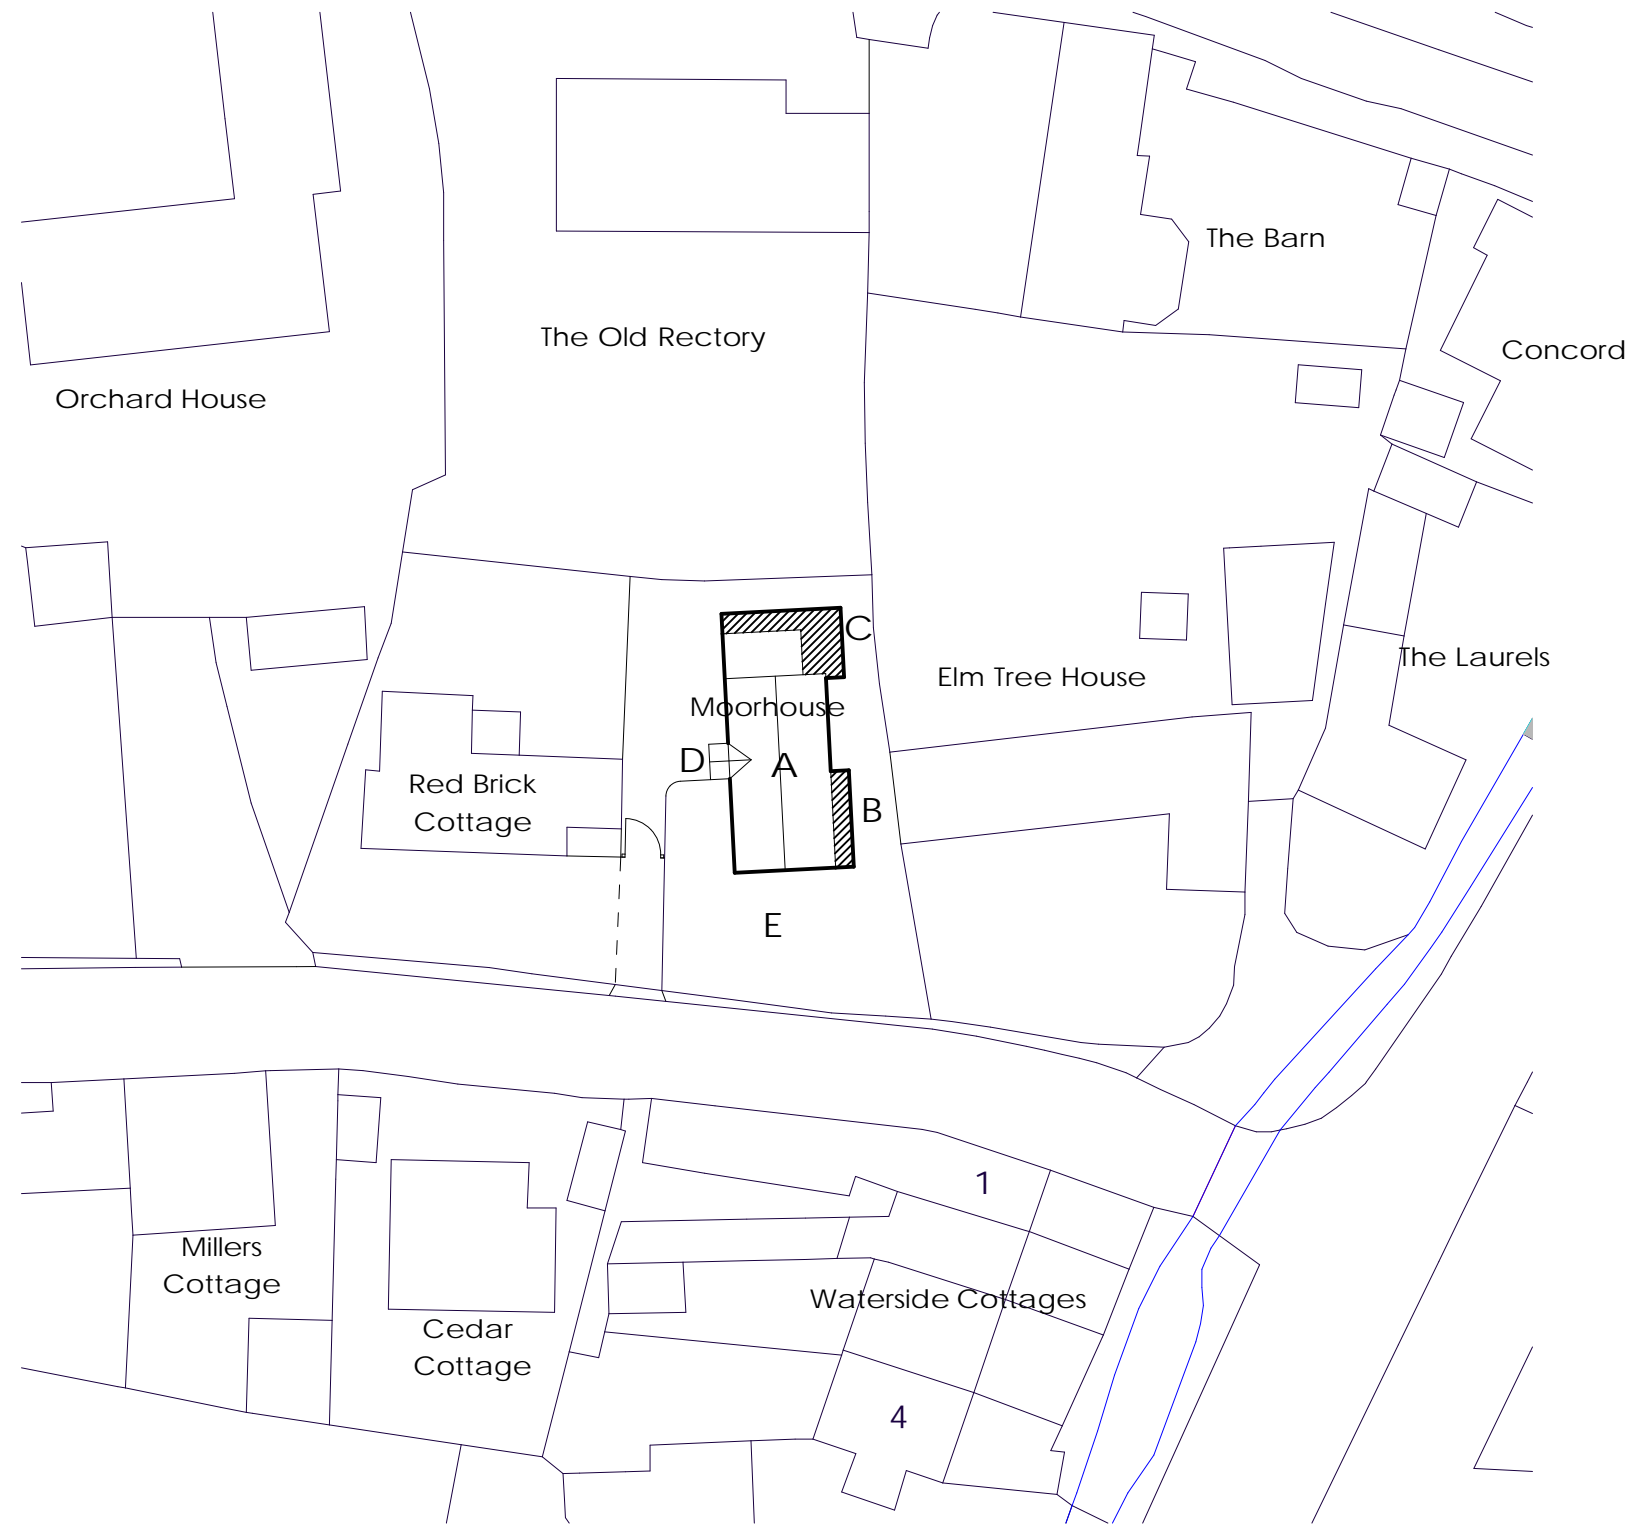 The Barn
The Old Rectory
Concord
Orchard House
C
The Laurels
Elm Tree House
Moorhouse
D
A
Red Brick
Cottage
B
E
1
Millers
Cottage
Waterside Cottages
Cedar
Cottage
4